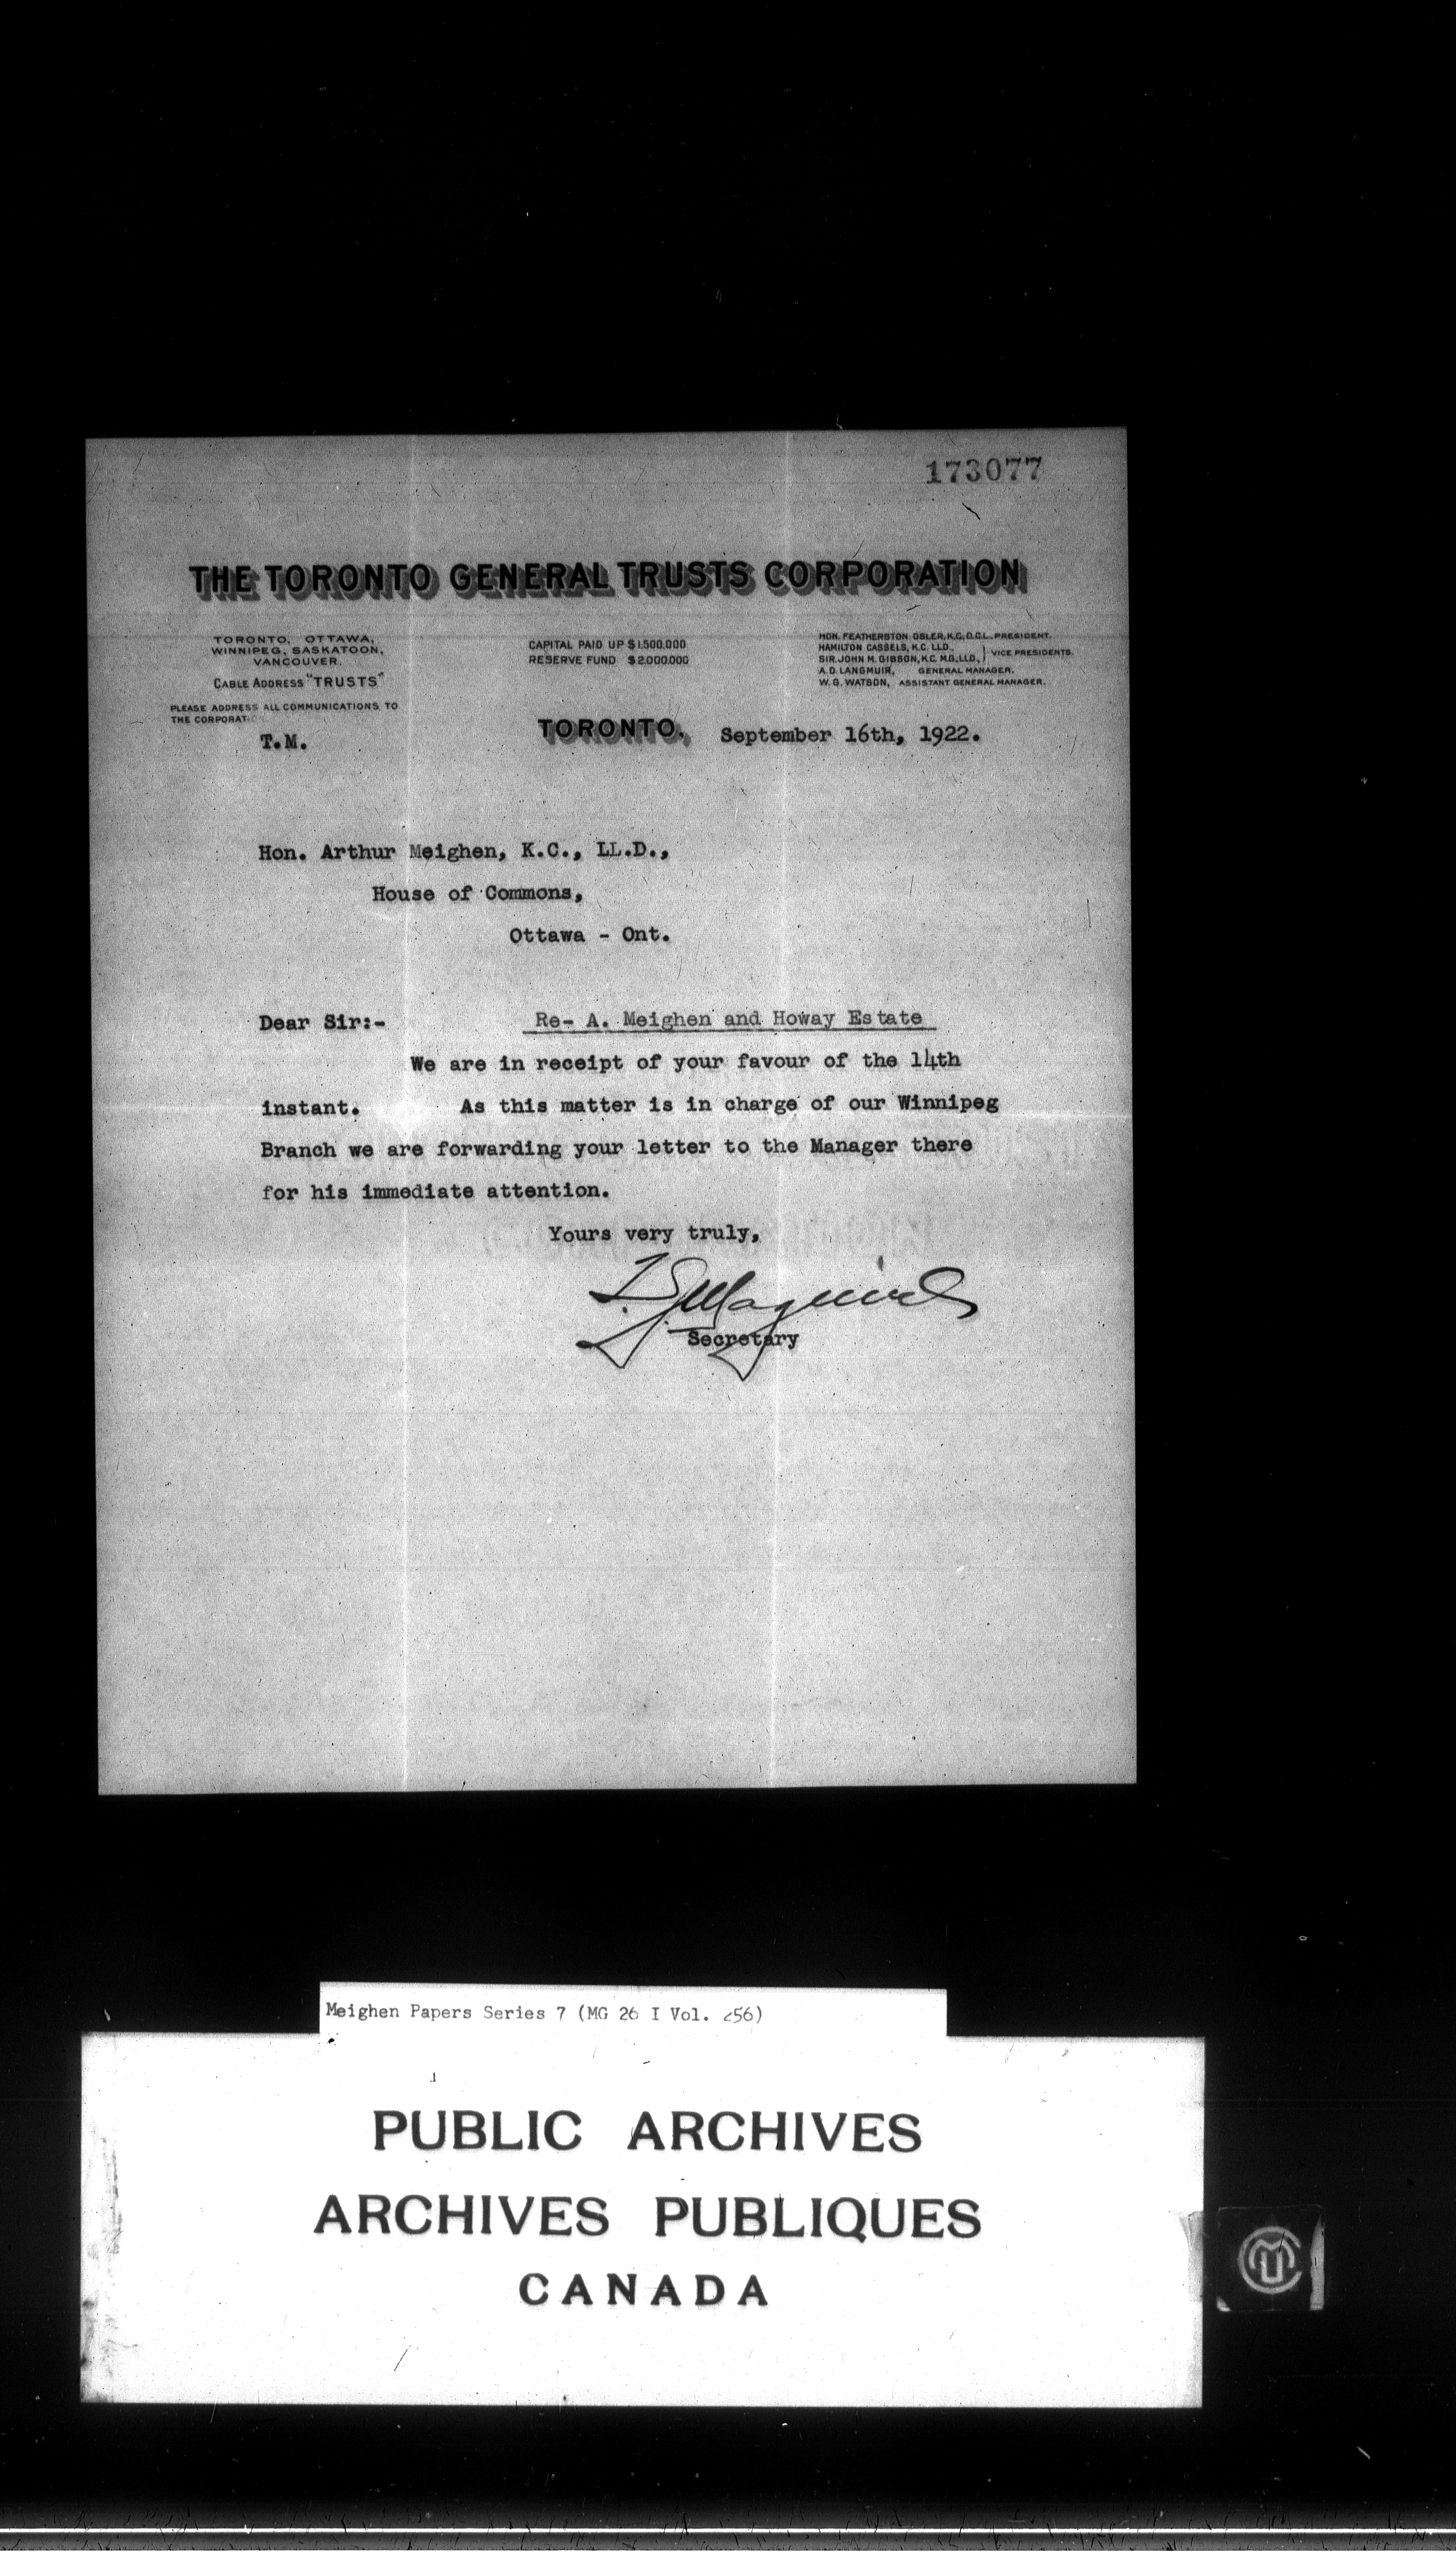 173077
THE TORONTO GENERAL TRUSTS CORPORATION
TORONTO, OTTAWA,
WINNIPEG, SASKATOON,
VANCOUVER.
CABLE ADDRESS "TRUSTS"
PLEASE ADDRESS ALL COMMUNICATIONS TO
THE CORPORAT
CAPITAL PAID UP $1,500,000
RESERVE FUND $2,000,000
HON. FEATHERSTON OSLER, K.C., D.C.L. PRESIDENT.
HAMILTON CASSELS, K.C. LL.D.,
SIR JOHN M. GIBSON, K.C. M.G., LL.D., } VICE PRESIDENTS.
A.D. LANGMUIR, GENERAL MANAGER.
W.G. WATSON, ASSISTANT GENERAL MANAGER.
T.M.
TORONTO, September 16th, 1922.
Hon. Arthur Meighen, K.C., LL.D.,
House of Commons,
Ottawa - Ont.
Dear Sir:- Re- A. Meighen and Howay Estate
We are in receipt of your favour of the 14th
instant. As this matter is in charge of our Winnipeg
Branch we are forwarding your letter to the Manager there
for his immediate attention.
Yours very truly,
Secretary
Meighen Papers Series 7 (MG 26 I Vol. 256)
PUBLIC ARCHIVES
ARCHIVES PUBLIQUES
CANADA